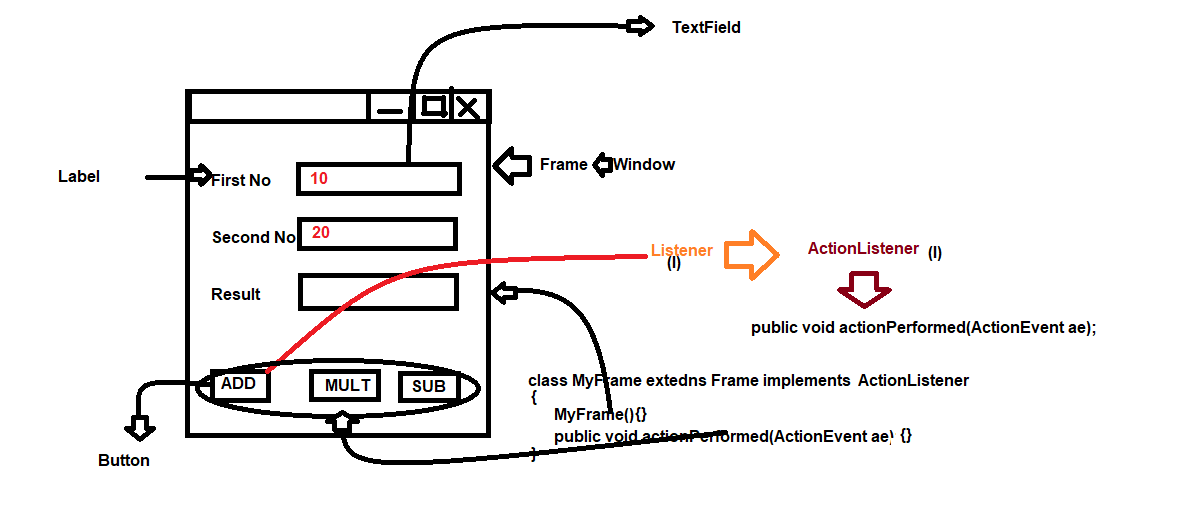 TextField
Frame
Window
Label
First No
10
Second No
20
Listener
(I)
ActionListener
(I)
Result
public void actionPerformed(ActionEvent ae);
ADD
MULT
SUB
class MyFrame extedns Frame implements ActionListener
{
MyFrame(){}
public void actionPerformed(ActionEvent ae) {}
}
Button